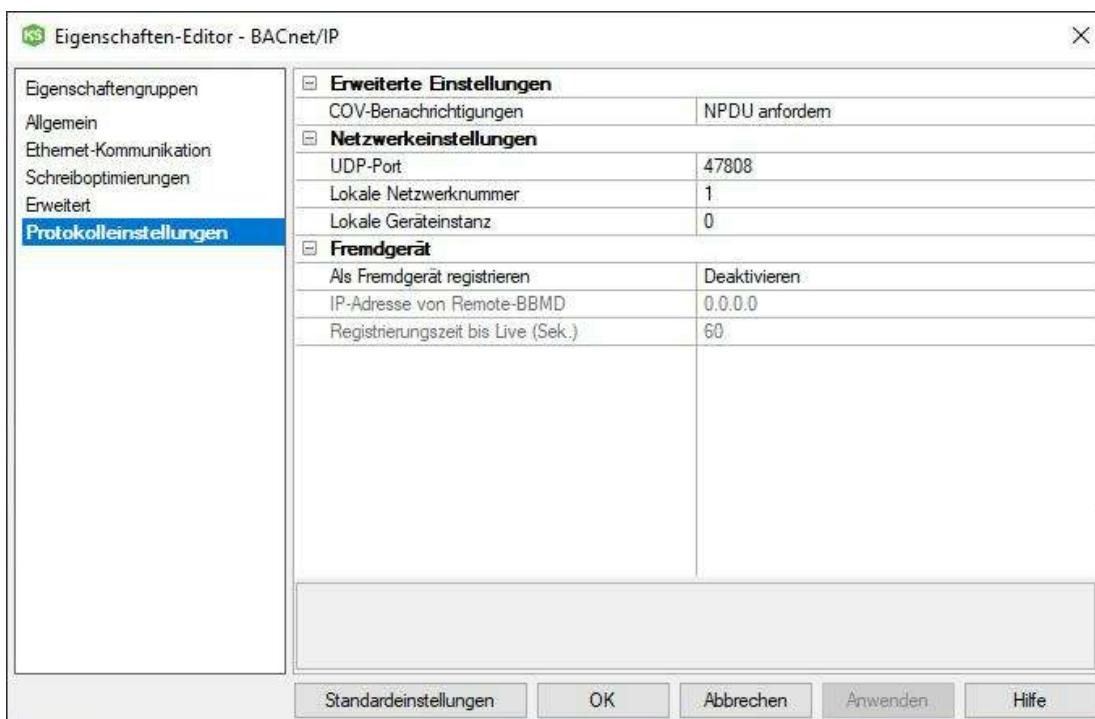 KS Eigenschaften-Editor - BACnet/IP
Eigenschaftengruppen
Allgemein
Ethernet-Kommunikation
Schreiboptimierungen
Erweitert
Protokolleinstellungen
Erweiterte Einstellungen
COV-Benachrichtigungen NPDU anfordern
Netzwerkeinstellungen
UDP-Port 47808
Lokale Netzwerknummer 1
Lokale Geräteinstanz 0
Fremdgerät
Als Fremdgerät registrieren Deaktivieren
IP-Adresse von Remote-BBMD 0.0.0.0
Registrierungszeit bis Live (Sek.) 60
Standardeinstellungen OK Abbrechen Anwenden Hilfe